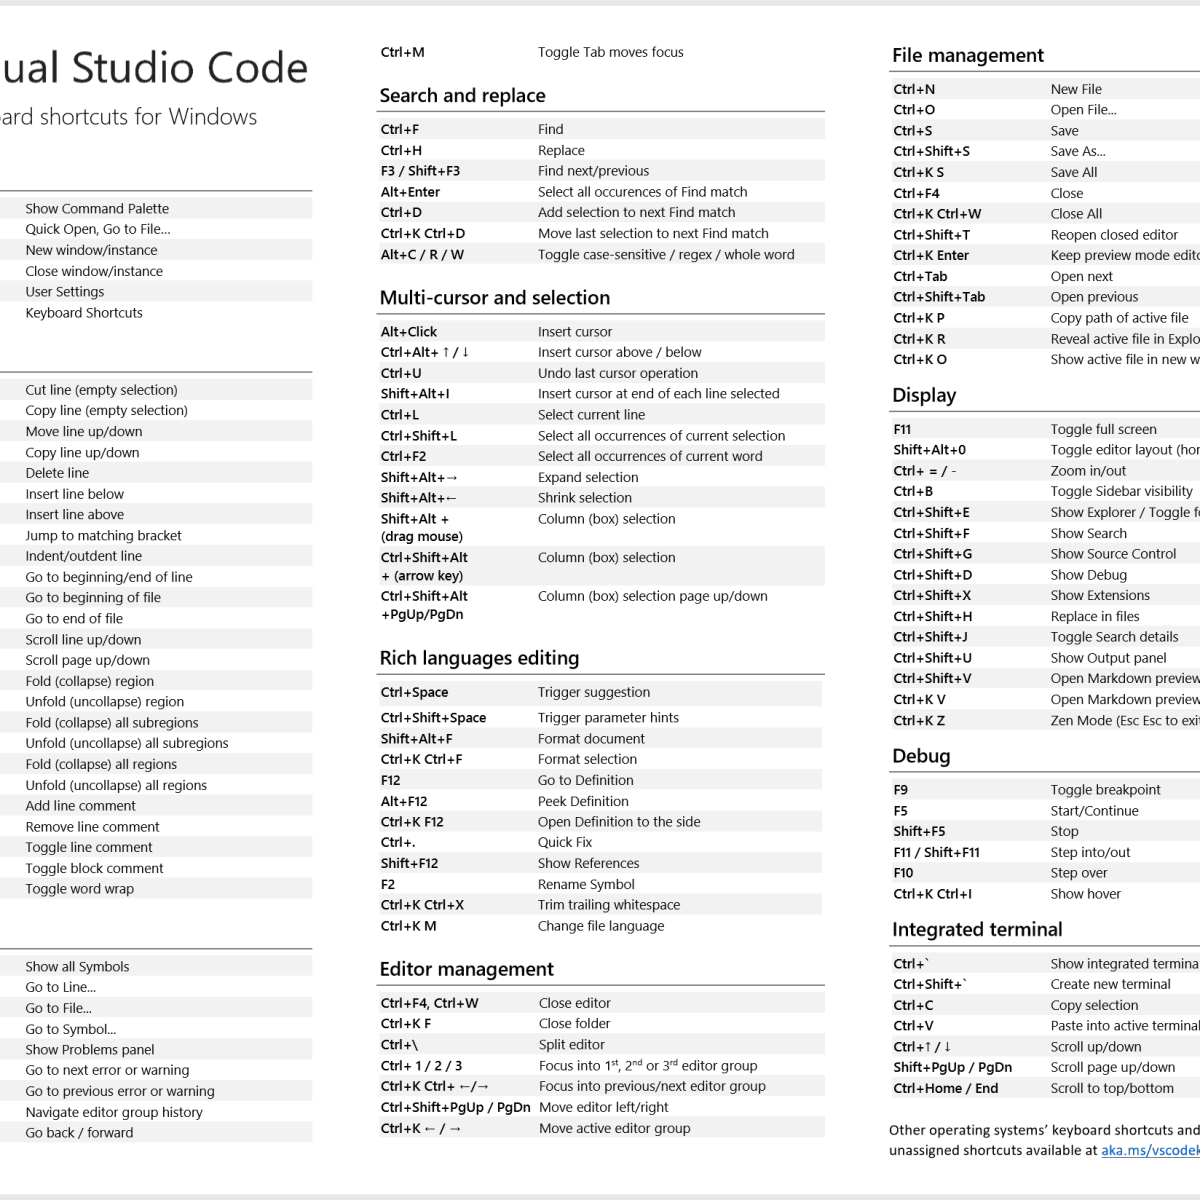 ual Studio Code
ard shortcuts for Windows
Show Command Palette
Quick Open, Go to File...
New window/instance
Close window/instance
User Settings
Keyboard Shortcuts
Cut line (empty selection)
Copy line (empty selection)
Move line up/down
Copy line up/down
Delete line
Insert line below
Insert line above
Jump to matching bracket
Indent/outdent line
Go to beginning/end of line
Go to beginning of file
Go to end of file
Scroll line up/down
Scroll page up/down
Fold (collapse) region
Unfold (uncollapse) region
Fold (collapse) all subregions
Unfold (uncollapse) all subregions
Fold (collapse) all regions
Unfold (uncollapse) all regions
Add line comment
Remove line comment
Toggle line comment
Toggle block comment
Toggle word wrap
Show all Symbols
Go to Line...
Go to File...
Go to Symbol...
Show Problems panel
Go to next error or warning
Go to previous error or warning
Navigate editor group history
Go back / forward
Ctrl+M Toggle Tab moves focus
Search and replace
Ctrl+F Find
Ctrl+H Replace
F3 / Shift+F3 Find next/previous
Alt+Enter Select all occurences of Find match
Ctrl+D Add selection to next Find match
Ctrl+K Ctrl+D Move last selection to next Find match
Alt+C / R / W Toggle case-sensitive / regex / whole word
Multi-cursor and selection
Alt+Click Insert cursor
Ctrl+Alt+ ↑ / ↓ Insert cursor above / below
Ctrl+U Undo last cursor operation
Shift+Alt+I Insert cursor at end of each line selected
Ctrl+L Select current line
Ctrl+Shift+L Select all occurrences of current selection
Ctrl+F2 Select all occurrences of current word
Shift+Alt+→ Expand selection
Shift+Alt+← Shrink selection
Shift+Alt + Column (box) selection
(drag mouse)
Ctrl+Shift+Alt Column (box) selection
+ (arrow key)
Ctrl+Shift+Alt Column (box) selection page up/down
+PgUp/PgDn
Rich languages editing
Ctrl+Space Trigger suggestion
Ctrl+Shift+Space Trigger parameter hints
Shift+Alt+F Format document
Ctrl+K Ctrl+F Format selection
F12 Go to Definition
Alt+F12 Peek Definition
Ctrl+K F12 Open Definition to the side
Ctrl+. Quick Fix
Shift+F12 Show References
F2 Rename Symbol
Ctrl+K Ctrl+X Trim trailing whitespace
Ctrl+K M Change file language
Editor management
Ctrl+F4, Ctrl+W Close editor
Ctrl+K F Close folder
Ctrl+\ Split editor
Ctrl+ 1 / 2 / 3 Focus into 1st, 2nd or 3rd editor group
Ctrl+K Ctrl+ ←/→ Focus into previous/next editor group
Ctrl+Shift+PgUp / PgDn Move editor left/right
Ctrl+K ← / → Move active editor group
File management
Ctrl+N New File
Ctrl+O Open File...
Ctrl+S Save
Ctrl+Shift+S Save As...
Ctrl+K S Save All
Ctrl+F4 Close
Ctrl+K Ctrl+W Close All
Ctrl+Shift+T Reopen closed editor
Ctrl+K Enter Keep preview mode edito
Ctrl+Tab Open next
Ctrl+Shift+Tab Open previous
Ctrl+K P Copy path of active file
Ctrl+K R Reveal active file in Explo
Ctrl+K O Show active file in new w
Display
F11 Toggle full screen
Shift+Alt+0 Toggle editor layout (hor
Ctrl+ = / - Zoom in/out
Ctrl+B Toggle Sidebar visibility
Ctrl+Shift+E Show Explorer / Toggle f
Ctrl+Shift+F Show Search
Ctrl+Shift+G Show Source Control
Ctrl+Shift+D Show Debug
Ctrl+Shift+X Show Extensions
Ctrl+Shift+H Replace in files
Ctrl+Shift+J Toggle Search details
Ctrl+Shift+U Show Output panel
Ctrl+Shift+V Open Markdown preview
Ctrl+K V Open Markdown preview
Ctrl+K Z Zen Mode (Esc Esc to exi
Debug
F9 Toggle breakpoint
F5 Start/Continue
Shift+F5 Stop
F11 / Shift+F11 Step into/out
F10 Step over
Ctrl+K Ctrl+I Show hover
Integrated terminal
Ctrl+` Show integrated termina
Ctrl+Shift+` Create new terminal
Ctrl+C Copy selection
Ctrl+V Paste into active terminal
Ctrl+↑ / ↓ Scroll up/down
Shift+PgUp / PgDn Scroll page up/down
Ctrl+Home / End Scroll to top/bottom
Other operating systems’ keyboard shortcuts and
unassigned shortcuts available at aka.ms/vscodek